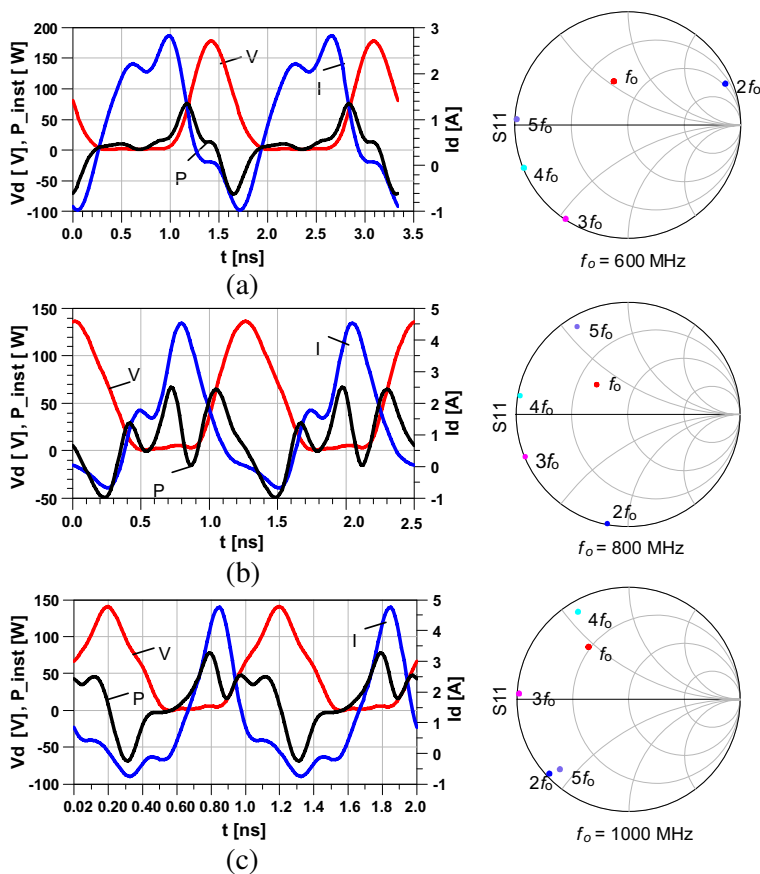 Vd [ V], P_inst [ W]
200
150
100
50
0
-50
-100
V
I
P
3
2
1
0
-1
Id [A]
0.0 0.5 1.0 1.5 2.0 2.5 3.0 3.5
t [ns]
(a)
S11
fo
2fo
5fo
4fo
3fo
fo = 600 MHz
Vd [ V], P_inst [ W]
150
100
50
0
-50
V
I
P
5
4
3
2
1
0
-1
Id [A]
0.0 0.5 1.0 1.5 2.0 2.5
t [ns]
(b)
S11
5fo
fo
4fo
3fo
2fo
fo = 800 MHz
Vd [ V], P_inst [ W]
150
100
50
0
-50
-100
V
I
P
5
4
3
2
1
0
-1
Id [A]
0.02 0.20 0.40 0.60 0.80 1.0 1.2 1.4 1.6 1.8 2.0
t [ns]
(c)
S11
4fo
fo
3fo
2fo
5fo
fo = 1000 MHz